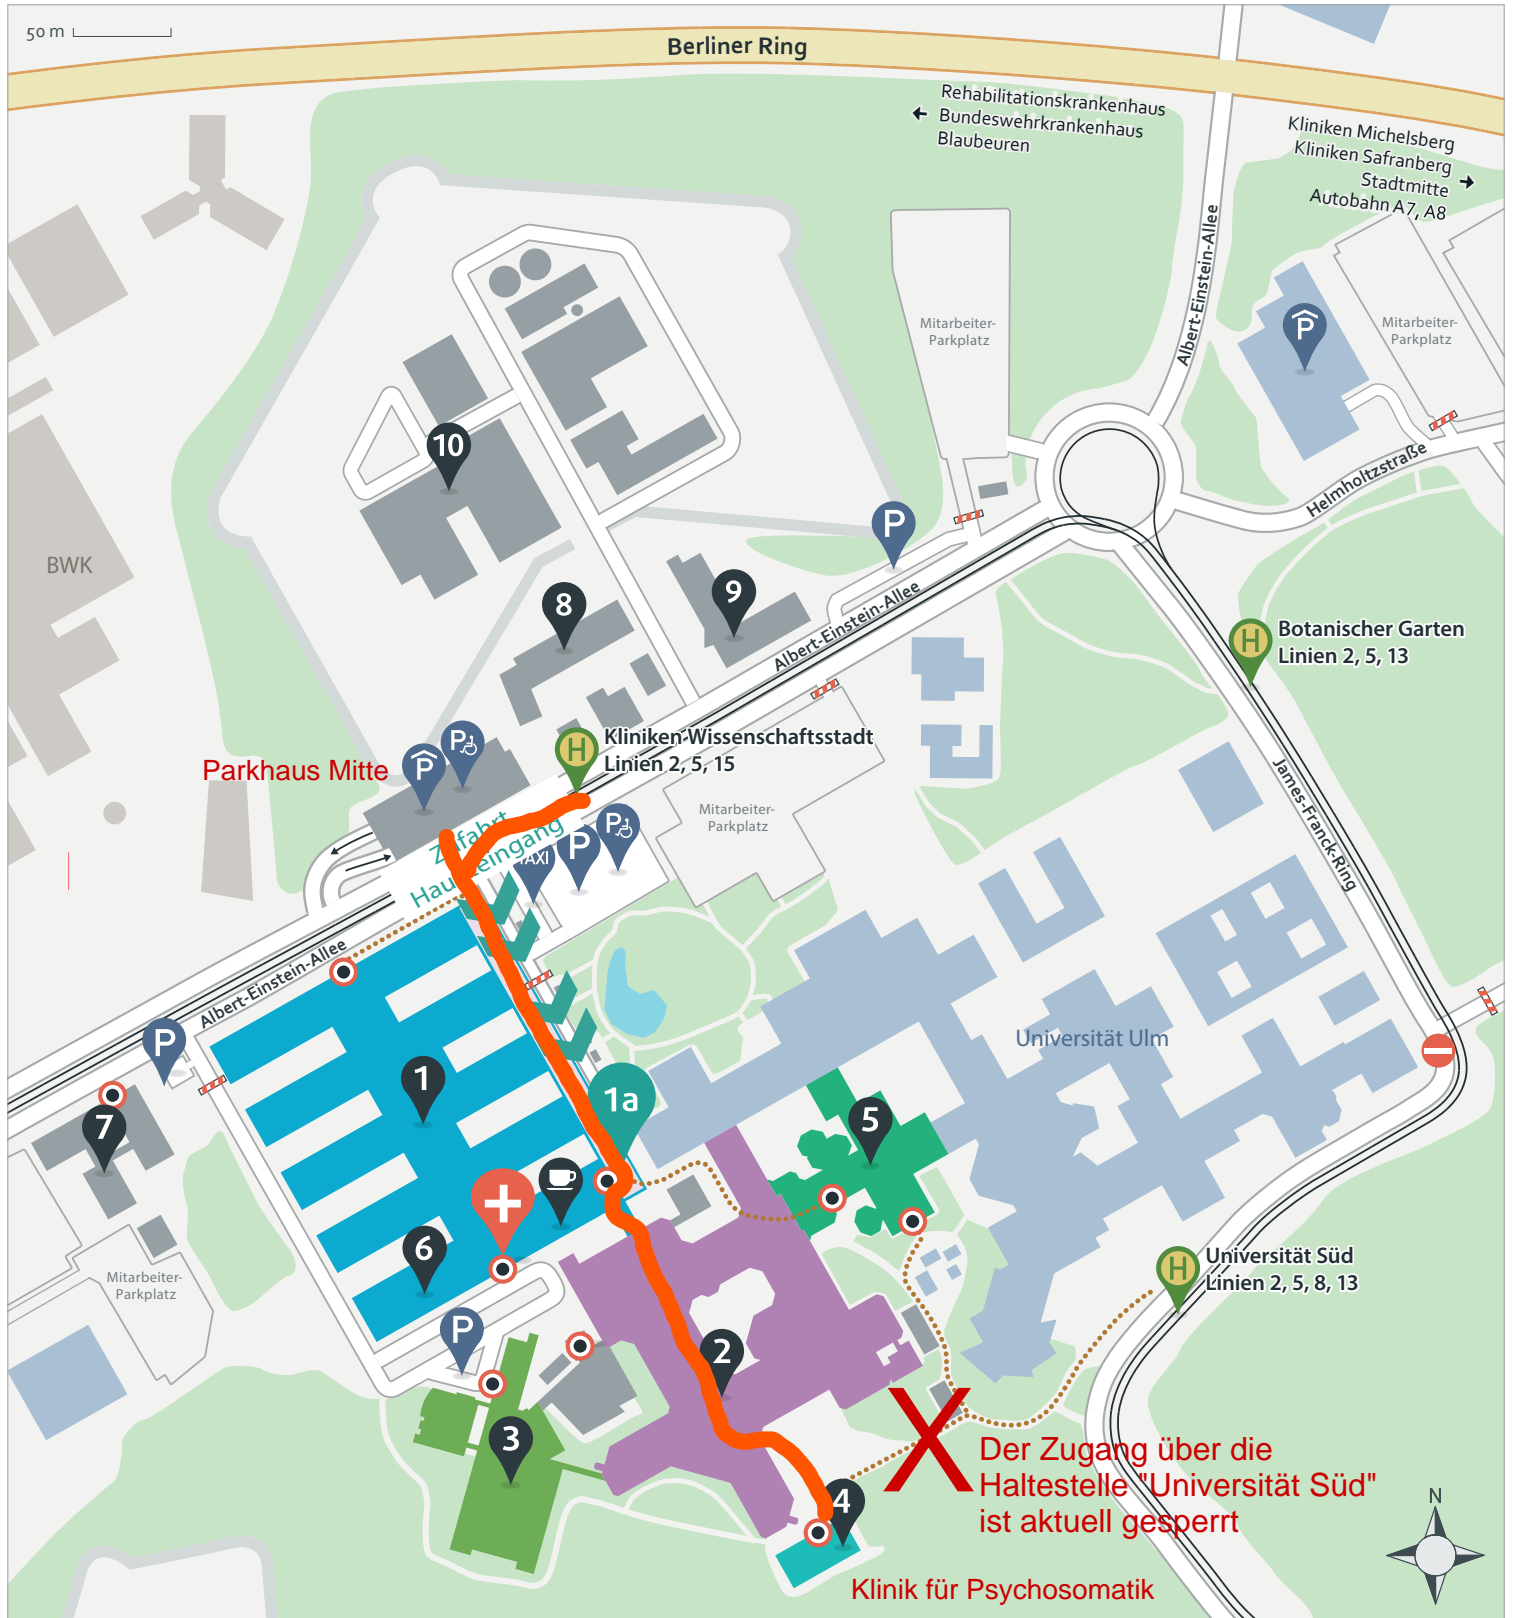 50 m
Berliner Ring
Rehabilitationskrankenhaus
Bundeswehrkrankenhaus
Blaubeuren
Kliniken Michelsberg
Kliniken Safranberg
Stadtmitte
Autobahn A7, A8
Albert-Einstein-Allee
Mitarbeiter-
Parkplatz
P
Mitarbeiter-
Parkplatz
10
Helmholtzstraße
P
BWK
8
9
Albert-Einstein-Allee
H
Botanischer Garten
Linien 2, 5, 13
Parkhaus Mitte
P
P
H
Kliniken Wissenschaftsstadt
Linien 2, 5, 15
Mitarbeiter-
Parkplatz
James-Franck-Ring
Zufahrt
Haupteingang
TAXI
P
P
Albert-Einstein-Allee
P
Universität Ulm
1
1a
5
7
6
Mitarbeiter-
Parkplatz
P
H
Universität Süd
Linien 2, 5, 8, 13
2
3
X
Der Zugang über die
Haltestelle "Universität Süd"
ist aktuell gesperrt
4
N
Klinik für Psychosomatik